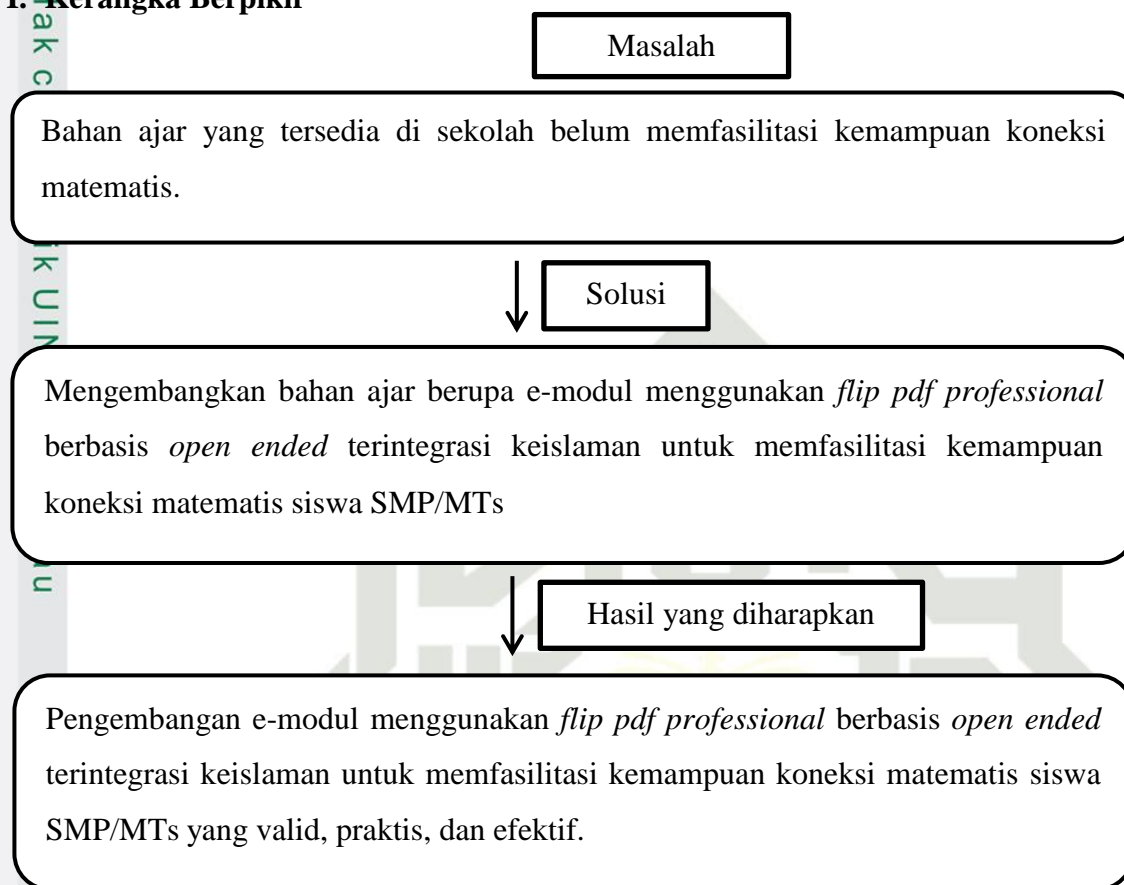 I. Kerangka Berpikir
Masalah
Bahan ajar yang tersedia di sekolah belum memfasilitasi kemampuan koneksi
matematis.
Solusi
Mengembangkan bahan ajar berupa e-modul menggunakan flip pdf professional
berbasis open ended terintegrasi keislaman untuk memfasilitasi kemampuan
koneksi matematis siswa SMP/MTs
Hasil yang diharapkan
Pengembangan e-modul menggunakan flip pdf professional berbasis open ended
terintegrasi keislaman untuk memfasilitasi kemampuan koneksi matematis siswa
SMP/MTs yang valid, praktis, dan efektif.
ak c
ik UIN
u